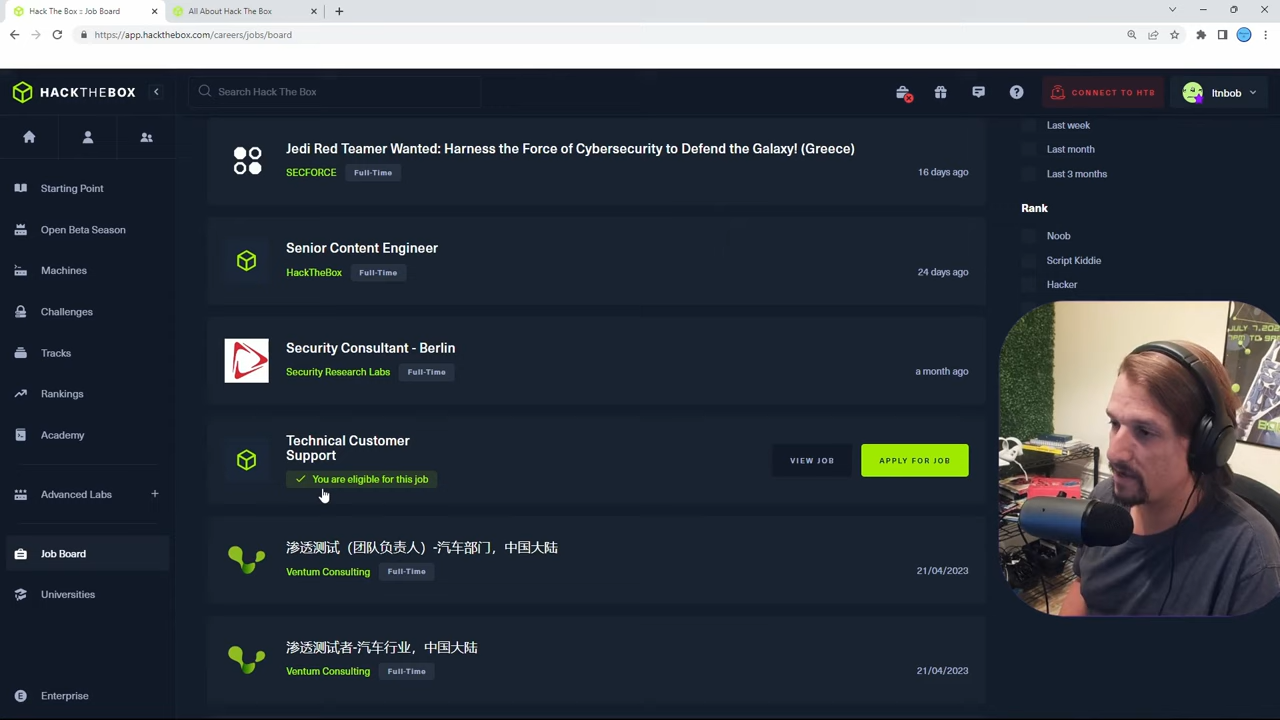 Hack The Box :: Job Board
All About Hack The Box
https://app.hackthebox.com/careers/jobs/board
HACKTHEBOX
Search Hack The Box
CONNECT TO HTB
ltnbob
Starting Point
Open Beta Season
Machines
Challenges
Tracks
Rankings
Academy
Advanced Labs
Job Board
Universities
Enterprise
Jedi Red Teamer Wanted: Harness the Force of Cybersecurity to Defend the Galaxy! (Greece)
SECFORCE Full-Time 16 days ago
Senior Content Engineer
HackTheBox Full-Time 24 days ago
Security Consultant - Berlin
Security Research Labs Full-Time a month ago
Technical Customer
Support
You are eligible for this job
VIEW JOB APPLY FOR JOB
渗透测试（团队负责人）-汽车部门，中国大陆
Ventum Consulting Full-Time 21/04/2023
渗透测试者-汽车行业，中国大陆
Ventum Consulting Full-Time 21/04/2023
Last week
Last month
Last 3 months
Rank
Noob
Script Kiddie
Hacker
JULY 7.202